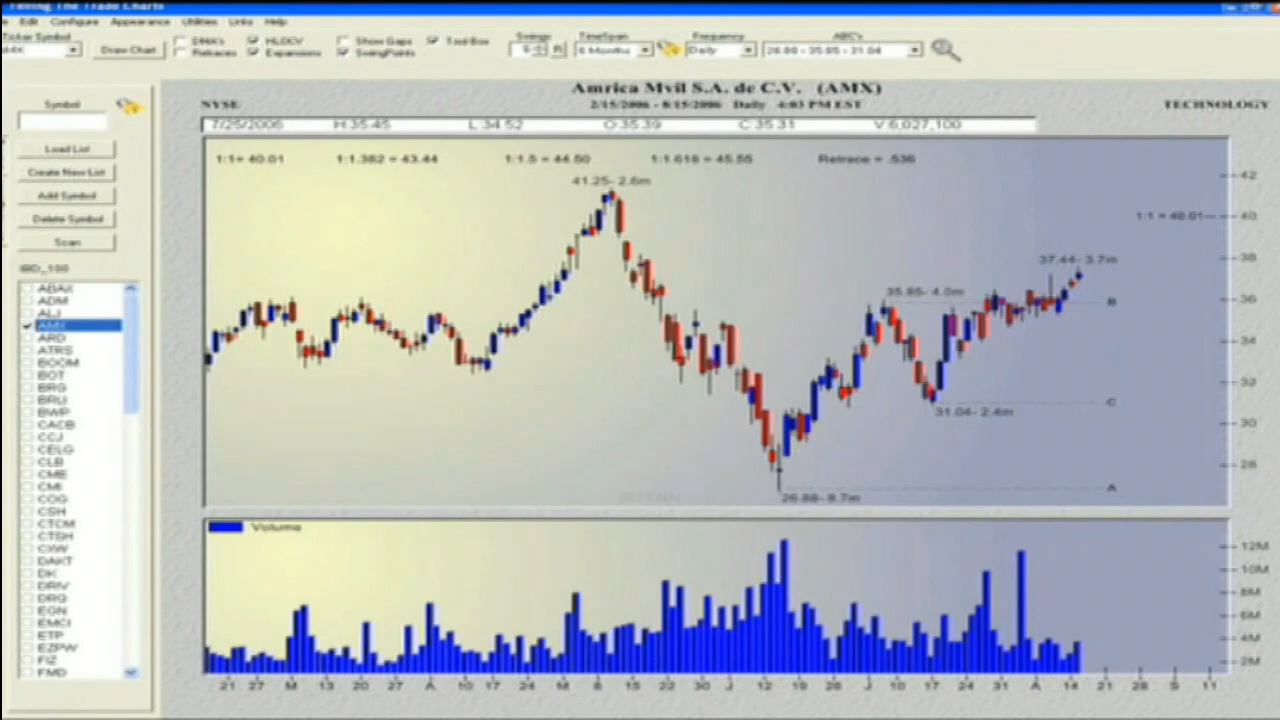 Timing The Trade Charts
Edit Configure Appearance Utilities Links Help
Ticker Symbol
AMX
Draw Chart
DMA's
Retraces
HLOCV
Expansions
Show Gaps
SwingPoints
Tool Box
Swings
TimeSpan
6 Months
Frequency
Daily
ABC's
26.88 - 35.85 - 31.04
Amrica Mvil S.A. de C.V. (AMX)
NYSE
2/15/2006 - 8/15/2006 Daily 4:03 PM EST
TECHNOLOGY
7/25/2006 H:35.45 L:34.52 O:35.39 C:35.31 V:6,027,100
1:1= 40.01 1:1.382 = 43.44 1:1.5 = 44.50 1:1.618 = 45.55 Retrace = .536
41.25- 2.6m
37.44- 3.7m
35.85- 4.0m
31.04- 2.4m
26.88- 8.7m
1:1 = 40.01
B
C
A
42
40
38
36
34
32
30
28
Volume
12M
10M
8M
6M
4M
2M
21 27 M 13 20 27 A 10 17 24 M 8 15 22 30 J 12 19 26 J 10 17 24 31 A 14 21 28 S 11
Symbol
Load List
Create New List
Add Symbol
Delete Symbol
Scan
IBD_100
ABAX
ADM
ALJ
AMX
ARD
ATRS
BOOM
BOT
BRG
BRLI
BWP
CACB
CCJ
CELG
CLB
CME
CMI
COG
CSH
CTCM
CTSH
CXW
DAKT
DK
DRIV
DRQ
EGN
EMCI
ETP
EZPW
FIZ
FMD